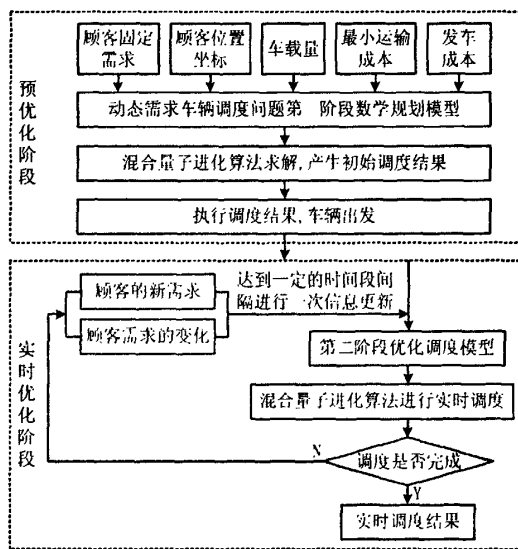 预优化阶段
顾客固定
需求
顾客位置
坐标
车载量
最小运输
成本
发车
成本
动态需求车辆调度问题第一阶段数学规划模型
混合量子进化算法求解,产生初始调度结果
执行调度结果,车辆出发
实时优化阶段
顾客的新需求
顾客需求的变化
达到一定的时间段间
隔进行一次信息更新
第二阶段优化调度模型
混合量子进化算法进行实时调度
调度是否完成
N
Y
实时调度结果